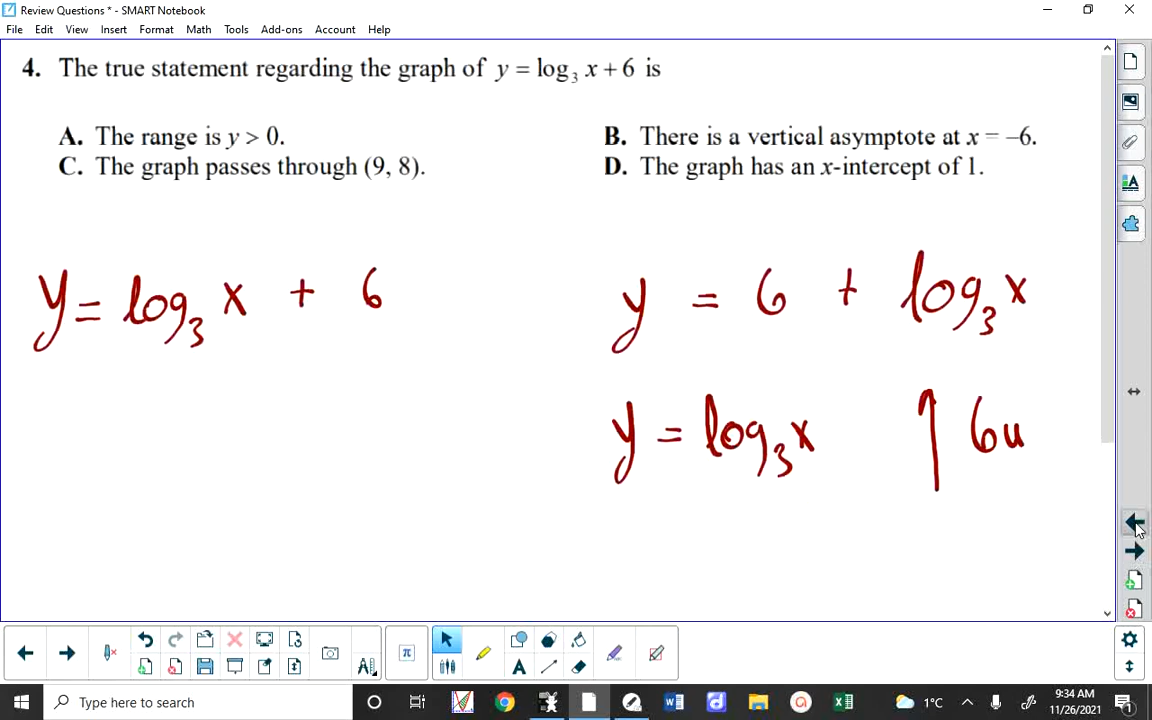 Review Questions * - SMART Notebook
File Edit View Insert Format Math Tools Add-ons Account Help
4. The true statement regarding the graph of y = log₃ x + 6 is
A. The range is y > 0. B. There is a vertical asymptote at x = –6.
C. The graph passes through (9, 8). D. The graph has an x-intercept of 1.
y = log₃ x + 6 y = 6 + log₃ x
y = log₃ x ↑ 6u
Type here to search
1°C
9:34 AM
11/26/2021
1